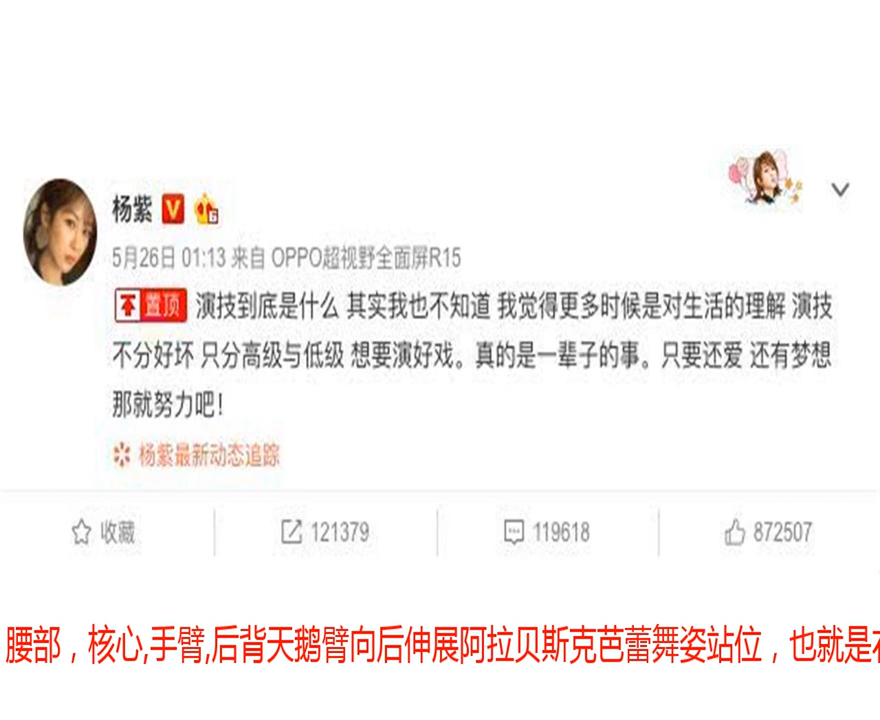 杨紫
5月26日 01:13 来自 OPPO超视野全面屏R15
置顶 演技到底是什么 其实我也不知道 我觉得更多时候是对生活的理解 演技
不分好坏 只分高级与低级 想要演好戏。真的是一辈子的事。只要还爱 还有梦想
那就努力吧!
杨紫最新动态追踪
收藏 121379 119618 872507
腰部，核心,手臂,后背天鹅臂向后伸展阿拉贝斯克芭蕾舞姿站位，也就是